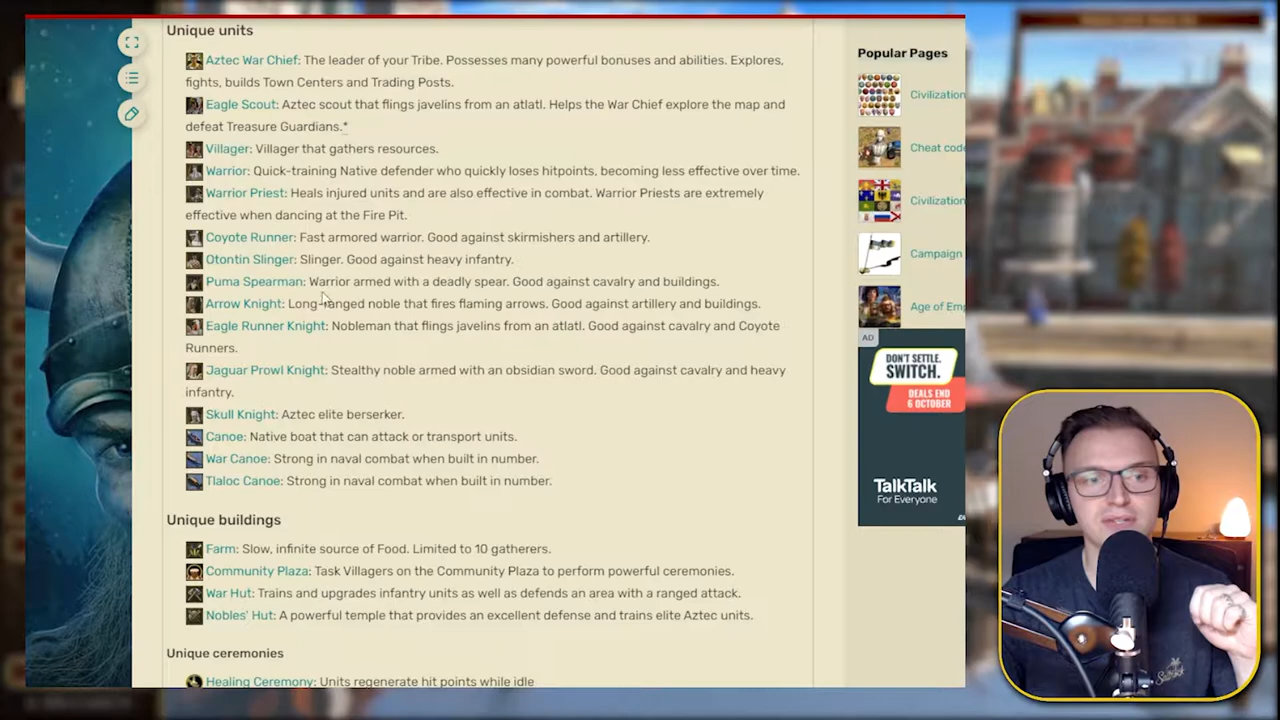 Unique units
Aztec War Chief: The leader of your Tribe. Possesses many powerful bonuses and abilities. Explores,
fights, builds Town Centers and Trading Posts.
Eagle Scout: Aztec scout that flings javelins from an atlatl. Helps the War Chief explore the map and
defeat Treasure Guardians.*
Villager: Villager that gathers resources.
Warrior: Quick-training Native defender who quickly loses hitpoints, becoming less effective over time.
Warrior Priest: Heals injured units and are also effective in combat. Warrior Priests are extremely
effective when dancing at the Fire Pit.
Coyote Runner: Fast armored warrior. Good against skirmishers and artillery.
Otontin Slinger: Slinger. Good against heavy infantry.
Puma Spearman: Warrior armed with a deadly spear. Good against cavalry and buildings.
Arrow Knight: Long-ranged noble that fires flaming arrows. Good against artillery and buildings.
Eagle Runner Knight: Nobleman that flings javelins from an atlatl. Good against cavalry and Coyote
Runners.
Jaguar Prowl Knight: Stealthy noble armed with an obsidian sword. Good against cavalry and heavy
infantry.
Skull Knight: Aztec elite berserker.
Canoe: Native boat that can attack or transport units.
War Canoe: Strong in naval combat when built in number.
Tlaloc Canoe: Strong in naval combat when built in number.
Unique buildings
Farm: Slow, infinite source of Food. Limited to 10 gatherers.
Community Plaza: Task Villagers on the Community Plaza to perform powerful ceremonies.
War Hut: Trains and upgrades infantry units as well as defends an area with a ranged attack.
Nobles' Hut: A powerful temple that provides an excellent defense and trains elite Aztec units.
Unique ceremonies
Healing Ceremony: Units regenerate hit points while idle
Popular Pages
Civilization
Cheat code
Civilization
Campaign
Age of Em
AD
DON'T SETTLE.
SWITCH.
DEALS END
6 OCTOBER
TalkTalk
For Everyone